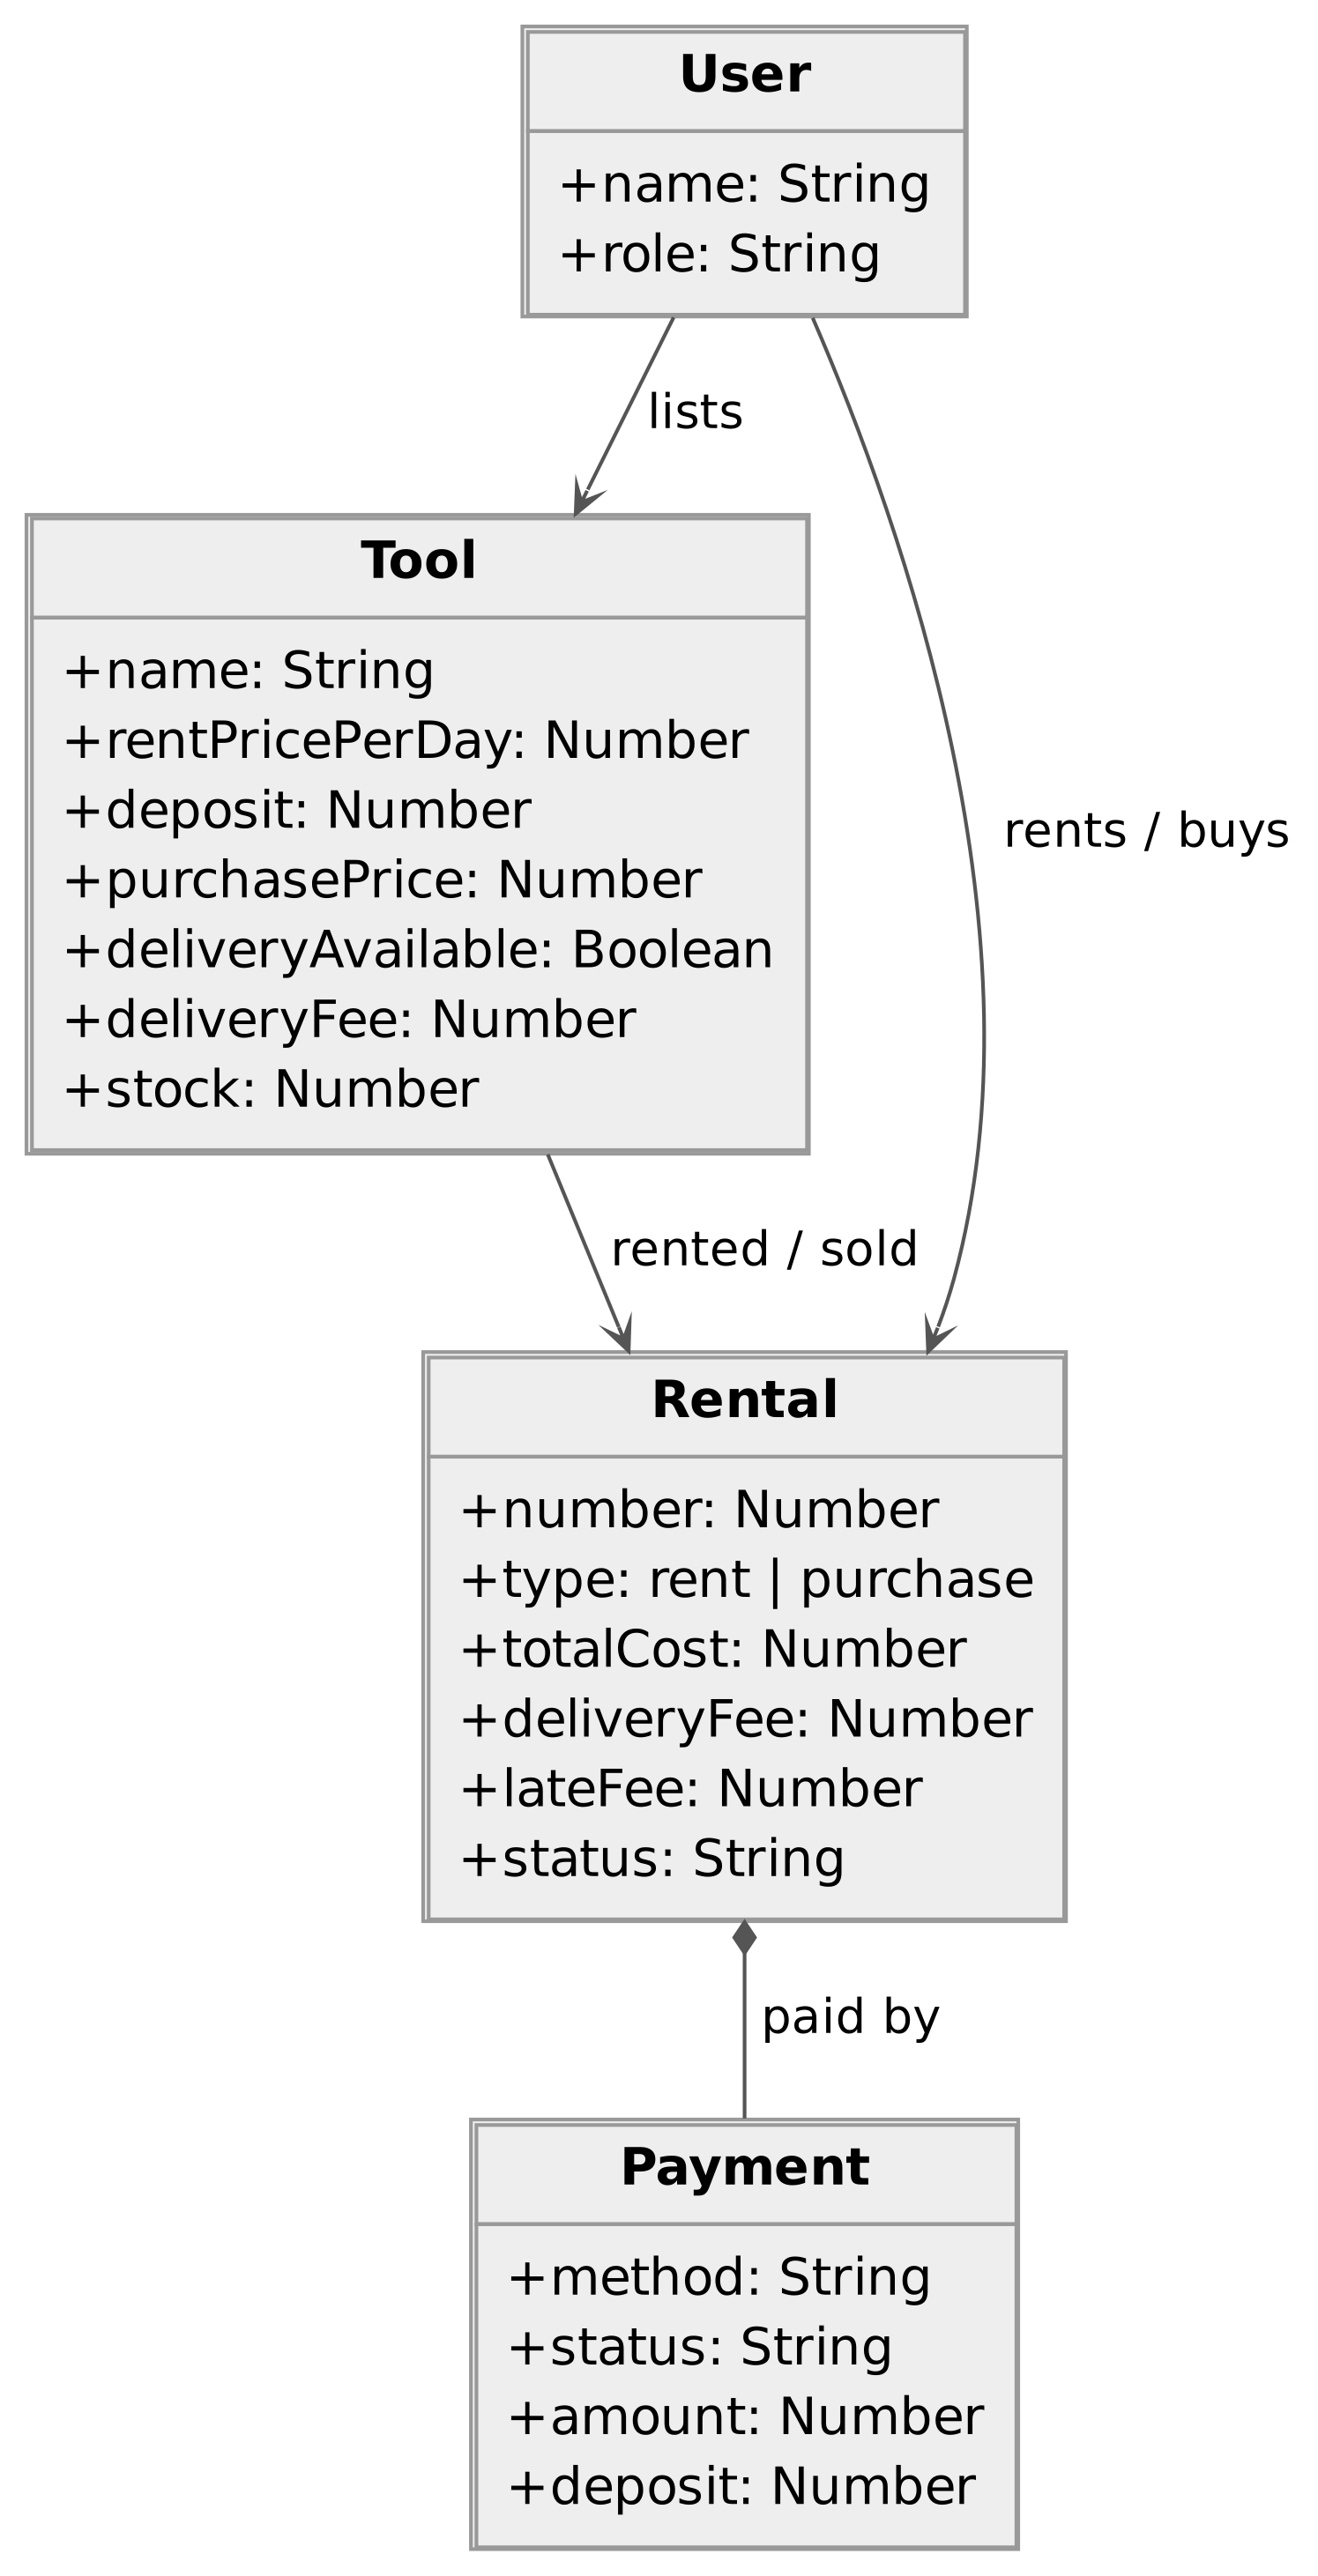 User
+name: String
+role: String
lists
Tool
+name: String
+rentPricePerDay: Number
+deposit: Number
+purchasePrice: Number
+deliveryAvailable: Boolean
+deliveryFee: Number
+stock: Number
rents / buys
rented / sold
Rental
+number: Number
+type: rent | purchase
+totalCost: Number
+deliveryFee: Number
+lateFee: Number
+status: String
paid by
Payment
+method: String
+status: String
+amount: Number
+deposit: Number